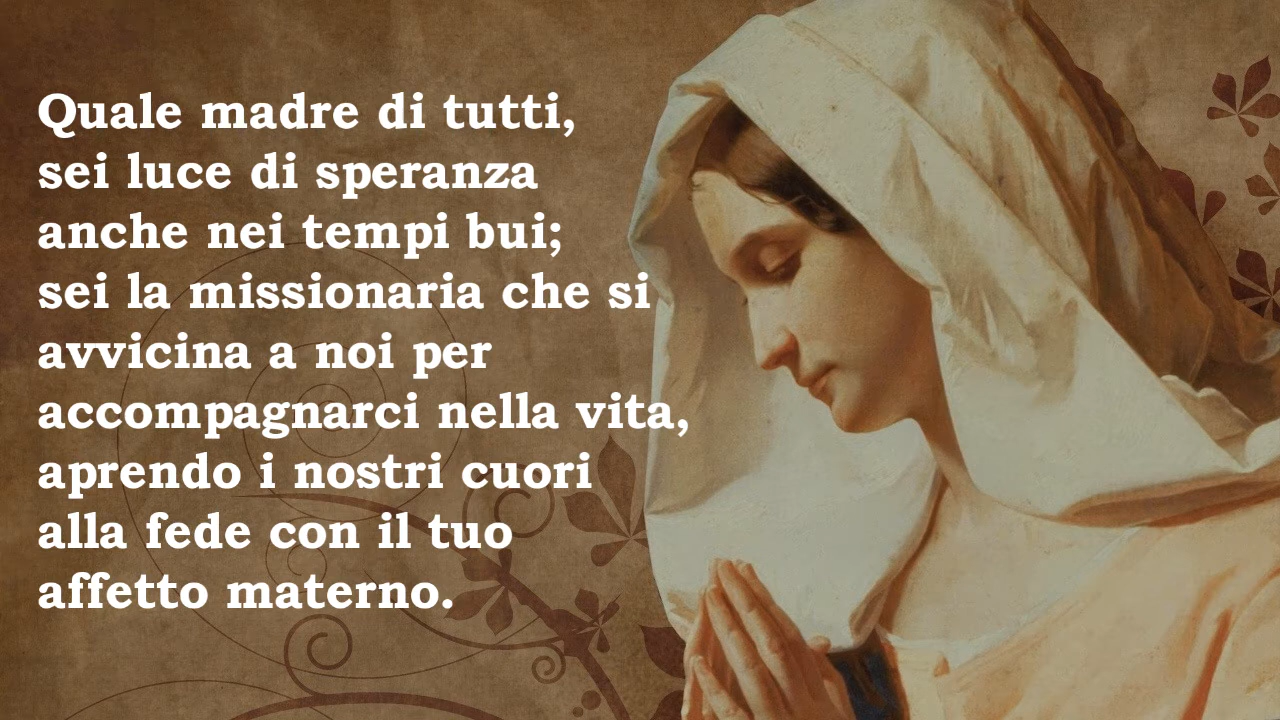 Quale madre di tutti,
sei luce di speranza
anche nei tempi bui;
sei la missionaria che si
avvicina a noi per
accompagnarci nella vita,
aprendo i nostri cuori
alla fede con il tuo
affetto materno.